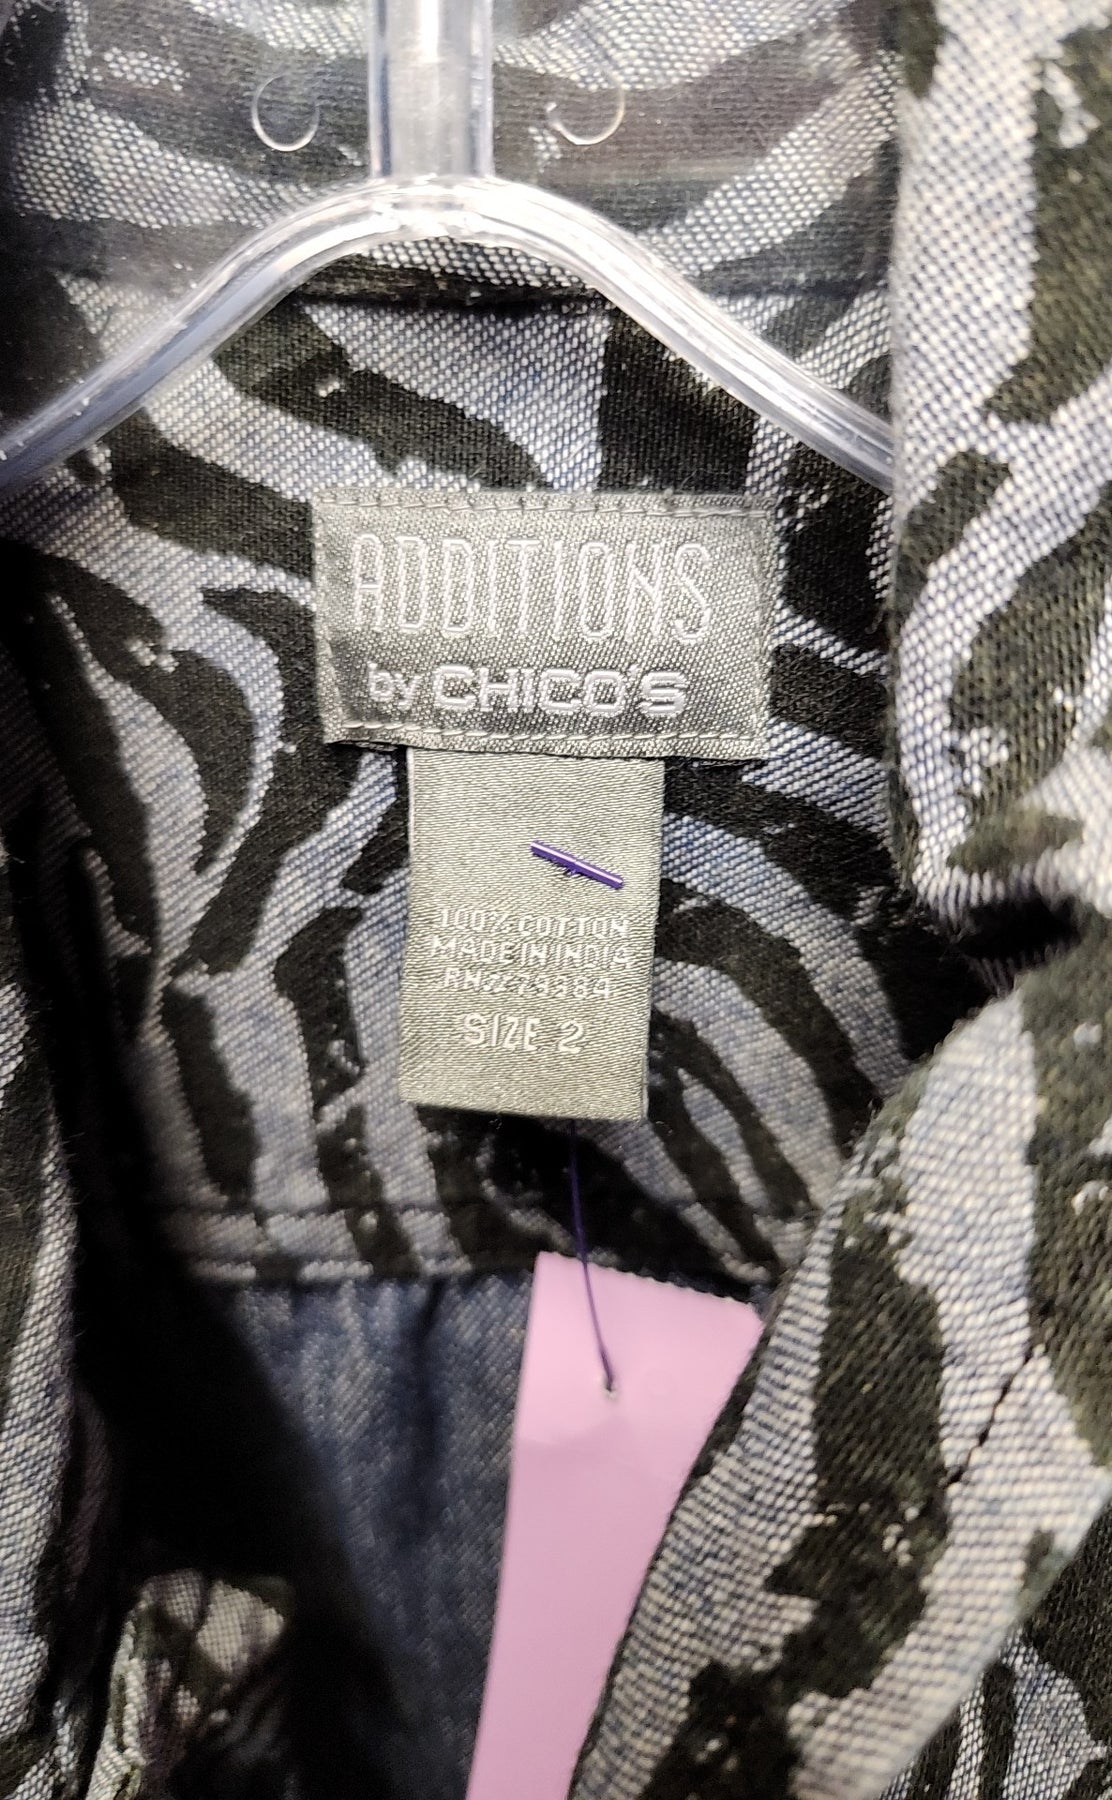 ADDITIONS
by CHICO'S
100% COTTON
MADE IN INDIA
SIZE 2